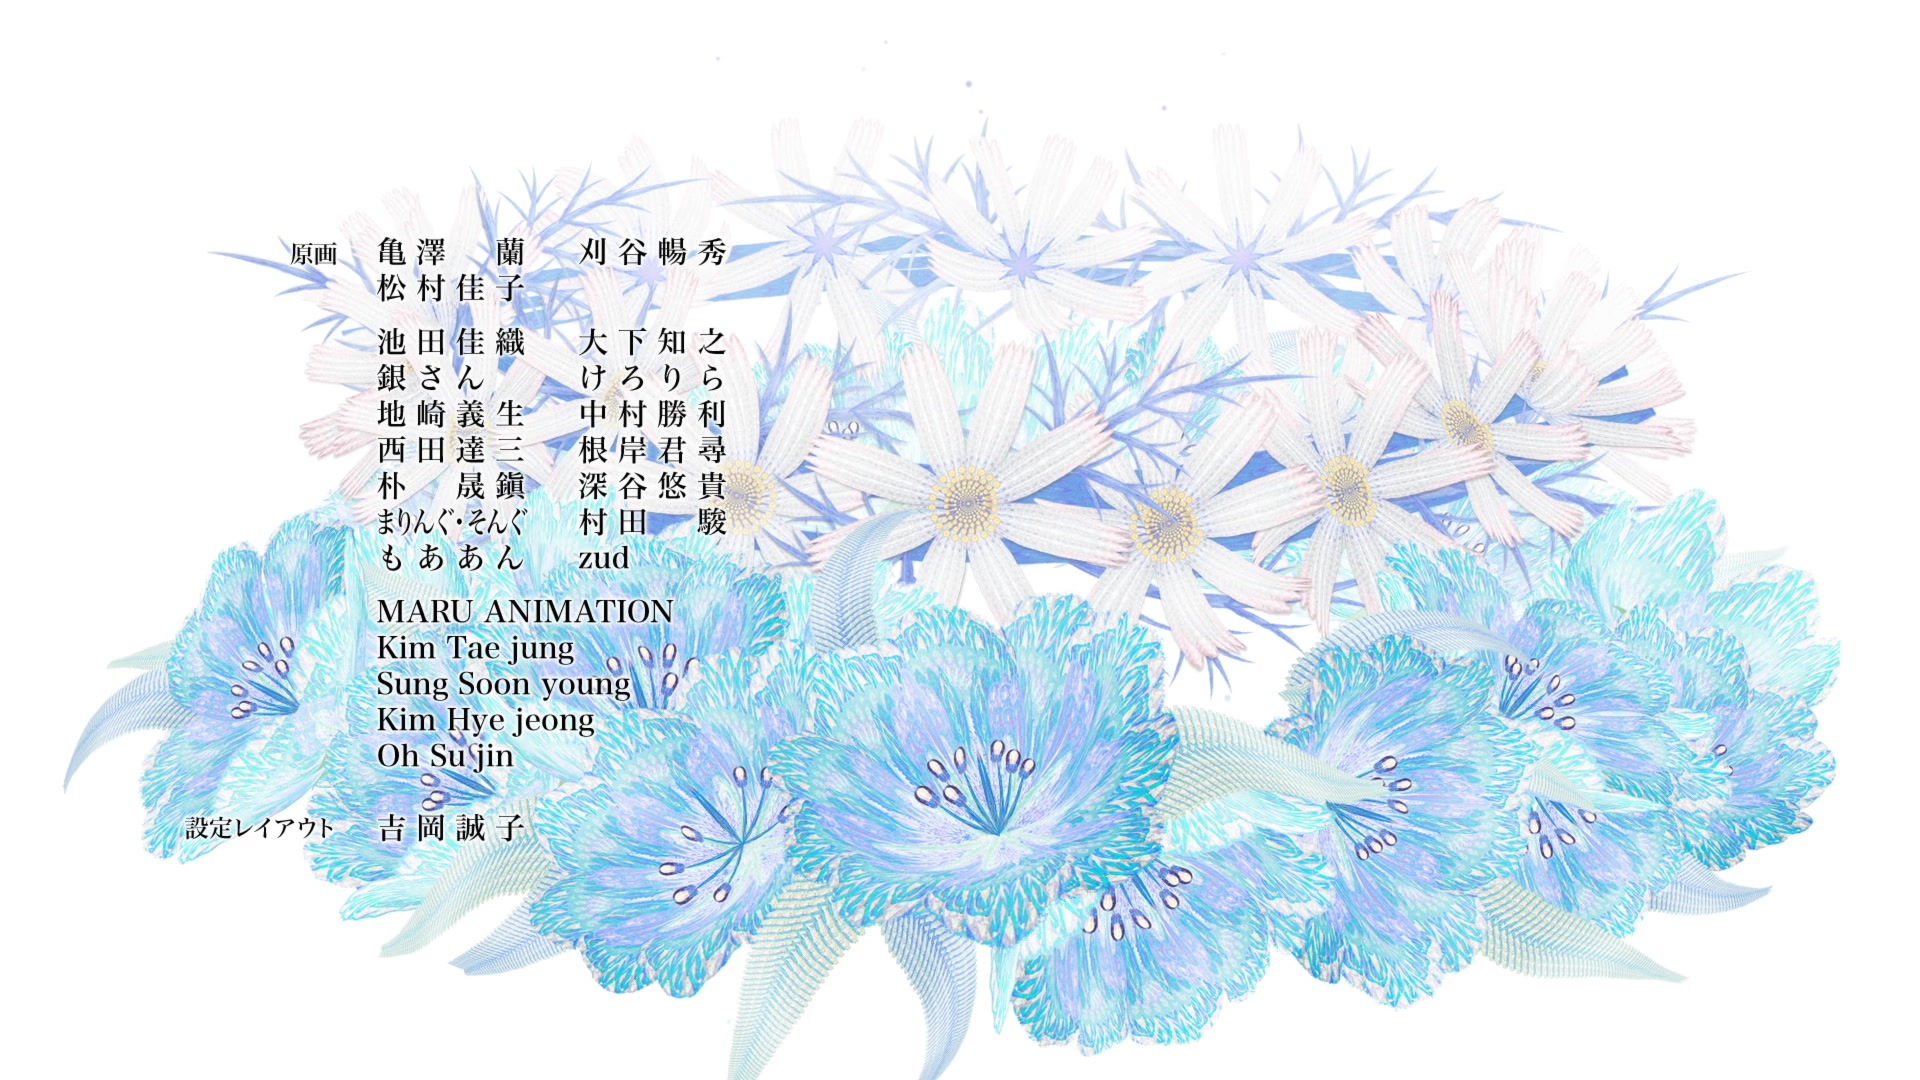 原画 亀澤 蘭 刈谷暢秀
松村佳子
池田佳織 大下知之
銀さん けろりら
地崎義生 中村勝利
西田達三 根岸君尋
朴 晟鎭 深谷悠貴
まりんぐ・そんぐ 村田 駿
もああん zud
MARU ANIMATION
Kim Tae jung
Sung Soon young
Kim Hye jeong
Oh Su jin
設定レイアウト 吉岡誠子